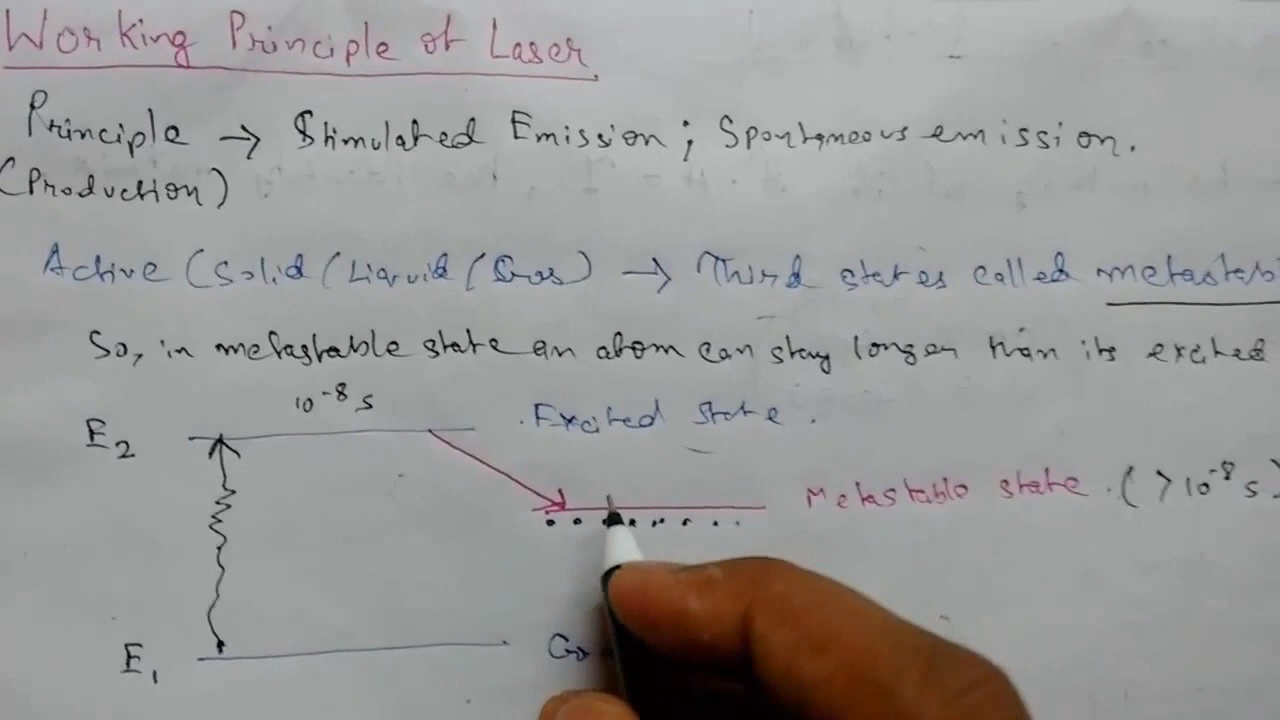 Working Principle of Laser
Principle → Stimulated Emission; Spontaneous emission.
(Production)
Active (Solid/Liquid/Gas) → Third states called metastab
So, in metastable state an atom can stay longer than its excited
10⁻⁸ s
E₂
Excited State.
Metastable state. (>10⁻⁸ s)
E₁